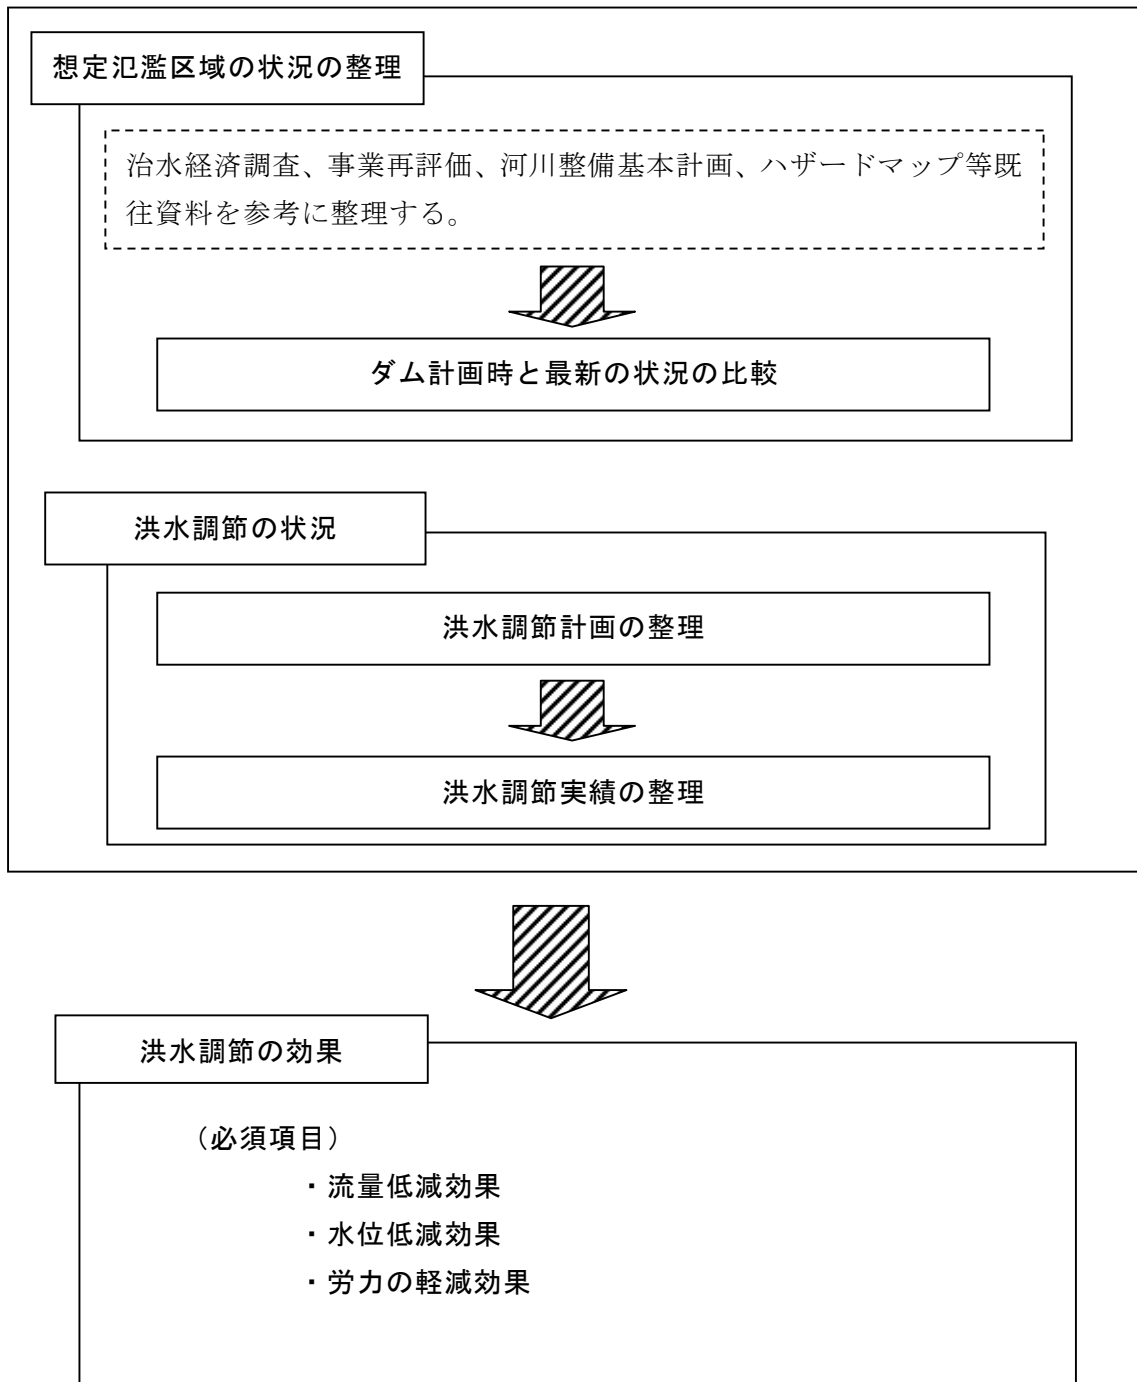 想定氾濫区域の状況の整理
治水経済調査、事業再評価、河川整備基本計画、ハザードマップ等既
往資料を参考に整理する。
ダム計画時と最新の状況の比較
洪水調節の状況
洪水調節計画の整理
洪水調節実績の整理
洪水調節の効果
（必須項目）
・流量低減効果
・水位低減効果
・労力の軽減効果